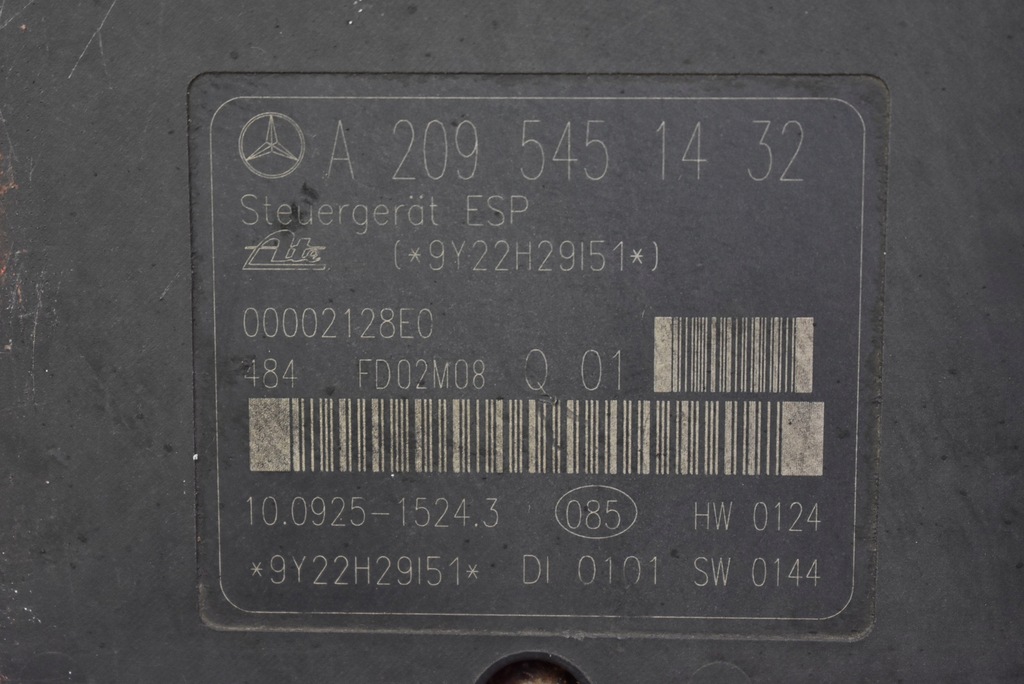 A 209 545 14 32
Steuergerät ESP
Ate (*9Y22H29I51*)
00002128E0
484 FD02M08 Q 01
10.0925-1524.3 085 HW 0124
*9Y22H29I51* DI 0101 SW 0144